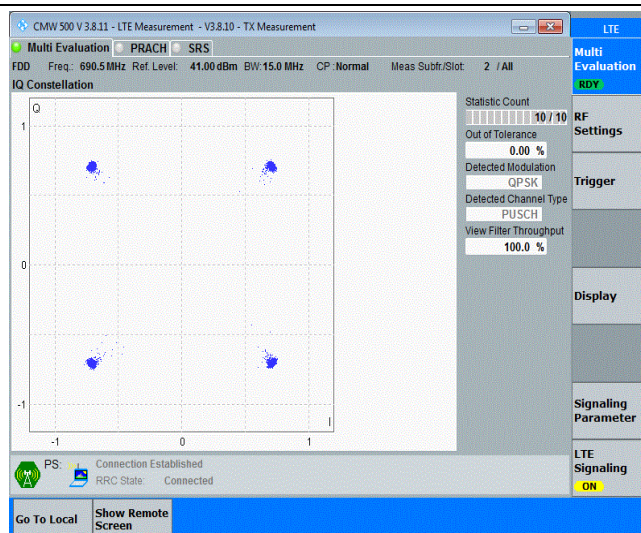 CMW 500 V 3.8.11 - LTE Measurement - V3.8.10 - TX Measurement
LTE
Multi Evaluation PRACH SRS
Multi
Evaluation
RDY
FDD Freq.: 690.5 MHz Ref. Level: 41.00 dBm BW: 15.0 MHz CP : Normal Meas Subfr./Slot: 2 / All
IQ Constellation
Q
1
0
-1
I
-1 0 1
Statistic Count
10 / 10
Out of Tolerance
0.00 %
Detected Modulation
QPSK
Detected Channel Type
PUSCH
View Filter Throughput
100.0 %
RF
Settings
Trigger
Display
Signaling
Parameter
LTE
Signaling
ON
PS: Connection Established
RRC State: Connected
Go To Local
Show Remote
Screen